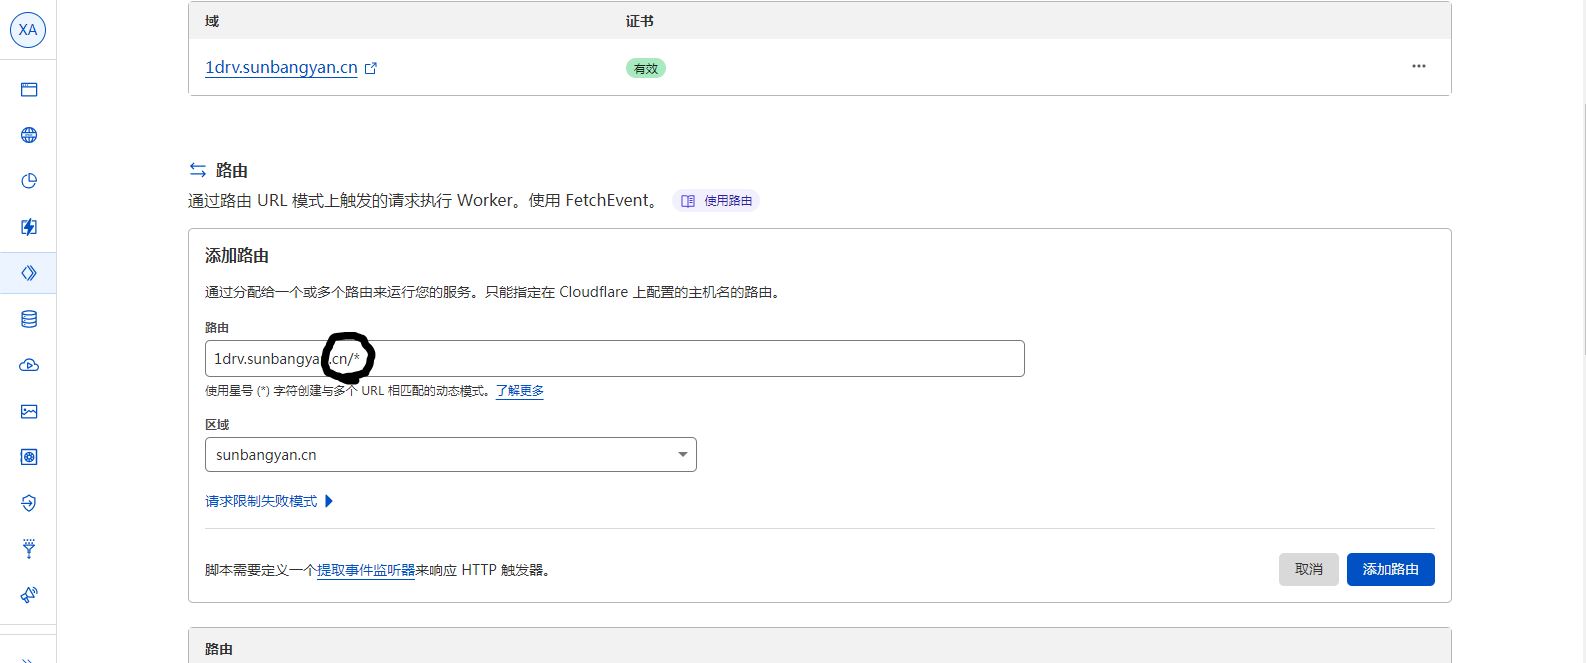 XA
域 证书
1drv.sunbangyan.cn 有效
路由
通过路由 URL 模式上触发的请求执行 Worker。使用 FetchEvent。 使用路由
添加路由
通过分配给一个或多个路由来运行您的服务。只能指定在 Cloudflare 上配置的主机名的路由。
路由
1drv.sunbangyan.cn/*
使用星号 (*) 字符创建与多个 URL 相匹配的动态模式。了解更多
区域
sunbangyan.cn
请求限制失败模式
脚本需要定义一个提取事件监听器来响应 HTTP 触发器。 取消 添加路由
路由